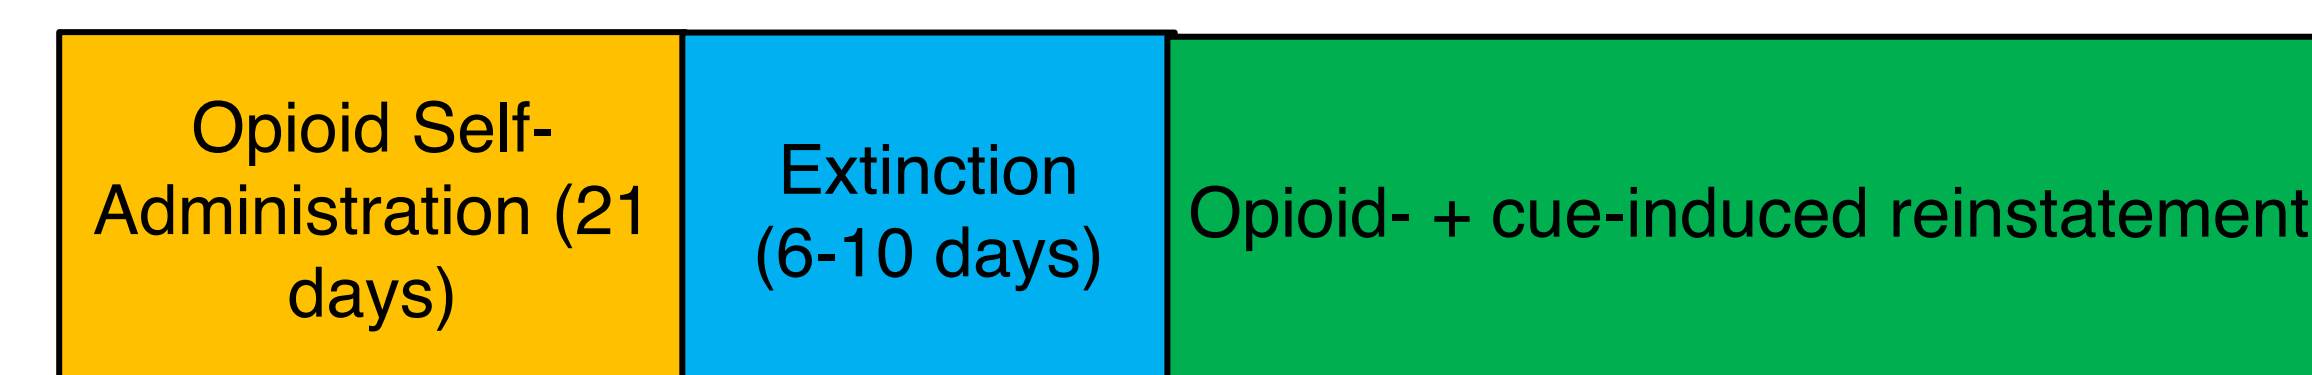 Opioid Self-
Administration (21
days)
Extinction
(6-10 days)
Opioid- + cue-induced reinstatement